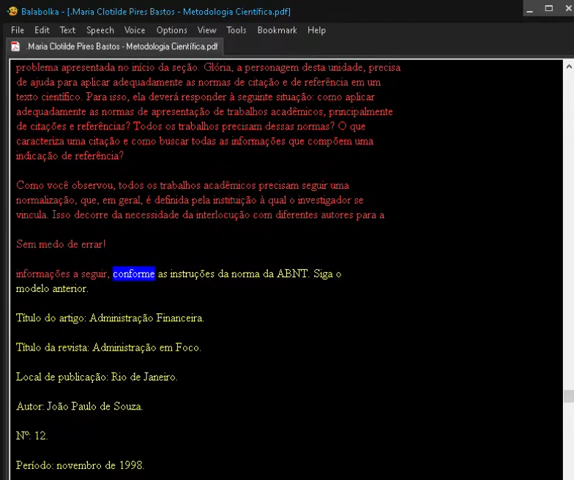 Balabolka - [.Maria Clotilde Pires Bastos - Metodologia Científica.pdf]
File Edit Text Speech Voice Options View Tools Bookmark Help
.Maria Clotilde Pires Bastos - Metodologia Científica.pdf
problema apresentada no início da seção. Glória, a personagem desta unidade, precisa
de ajuda para aplicar adequadamente as normas de citação e de referência em um
texto científico. Para isso, ela deverá responder à seguinte situação: como aplicar
adequadamente as normas de apresentação de trabalhos acadêmicos, principalmente
de citações e referências? Todos os trabalhos precisam dessas normas? O que
caracteriza uma citação e como buscar todas as informações que compõem uma
indicação de referência?
Como você observou, todos os trabalhos acadêmicos precisam seguir uma
normalização, que, em geral, é definida pela instituição à qual o investigador se
vincula. Isso decorre da necessidade da interlocução com diferentes autores para a
Sem medo de errar!
informações a seguir, conforme as instruções da norma da ABNT. Siga o
modelo anterior.
Título do artigo: Administração Financeira.
Título da revista: Administração em Foco.
Local de publicação: Rio de Janeiro.
Autor: João Paulo de Souza.
Nº: 12.
Período: novembro de 1998.